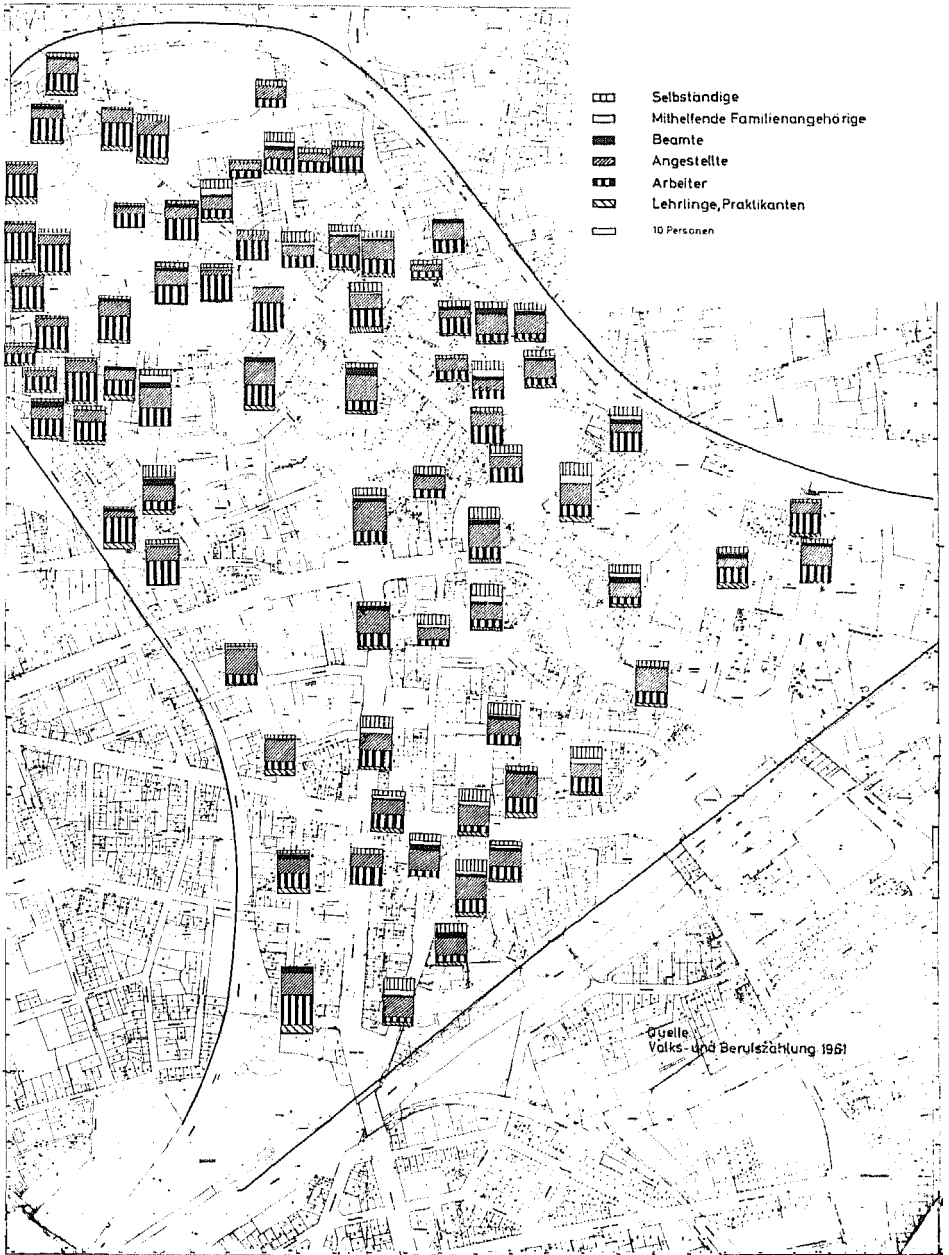 Selbständige
Mithelfende Familienangehörige
Beamte
Angestellte
Arbeiter
Lehrlinge, Praktikanten
10 Personen
Quelle
Volks- und Berufszählung 1961